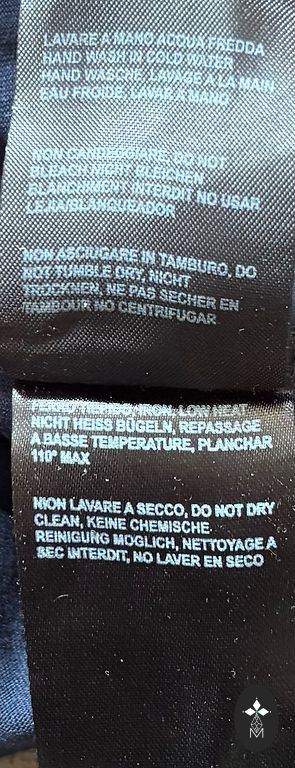 LAVARE A MANO ACQUA FREDDA
HAND WASH IN COLD WATER
HAND WASCHE, LAVAGE A LA MAIN
EAU FROIDE, LAVAR A MANO
NON CANDEGGIARE, DO NOT
BLEACH NICHT BLEICHEN,
BLANCHIMENT INTERDIT NO USAR
LEJIA/BLANQUEADOR
NON ASCIUGARE IN TAMBURO, DO
NOT TUMBLE DRY, NICHT
TROCKNEN, NE PAS SECHER EN
TAMBOUR NO CENTRIFUGAR
IRON, LOW HEAT
NICHT HEISS BÜGELN, REPASSAGE
A BASSE TEMPERATURE, PLANCHAR
110° MAX
NION LAVARE A SECCO, DO NOT DRY
CLEAN, KEINE CHEMISCHE
REINIGUNG MOGLICH, NETTOYAGE A
SEC INTERDIT, NO LAVER EN SECO
M